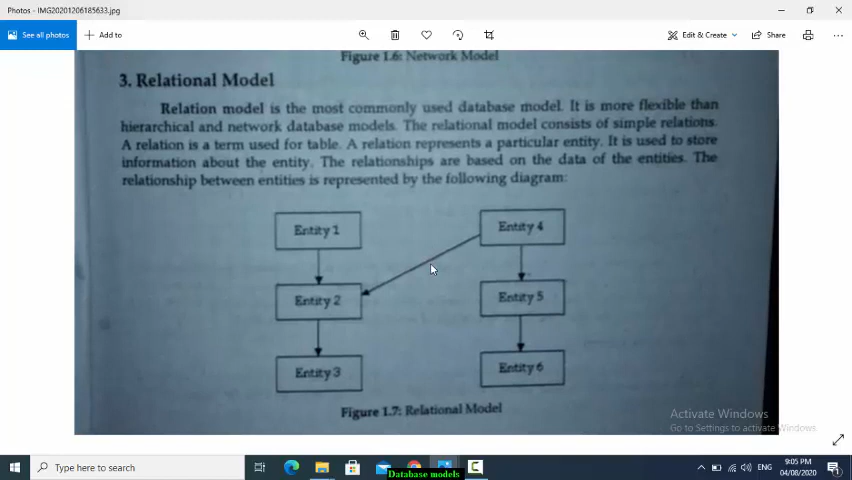 Photos - IMG20201206185633.jpg
See all photos
Add to
Edit & Create
Share
Figure 1.6: Network Model
3. Relational Model
Relation model is the most commonly used database model. It is more flexible than
hierarchical and network database models. The relational model consists of simple relations.
A relation is a term used for table. A relation represents a particular entity. It is used to store
information about the entity. The relationships are based on the data of the entities. The
relationship between entities is represented by the following diagram:
Entity 1
Entity 4
Entity 2
Entity 5
Entity 3
Entity 6
Figure 1.7: Relational Model
Activate Windows
Go to Settings to activate Windows.
Type here to search
Database models
ENG
9:05 PM
04/08/2020
1